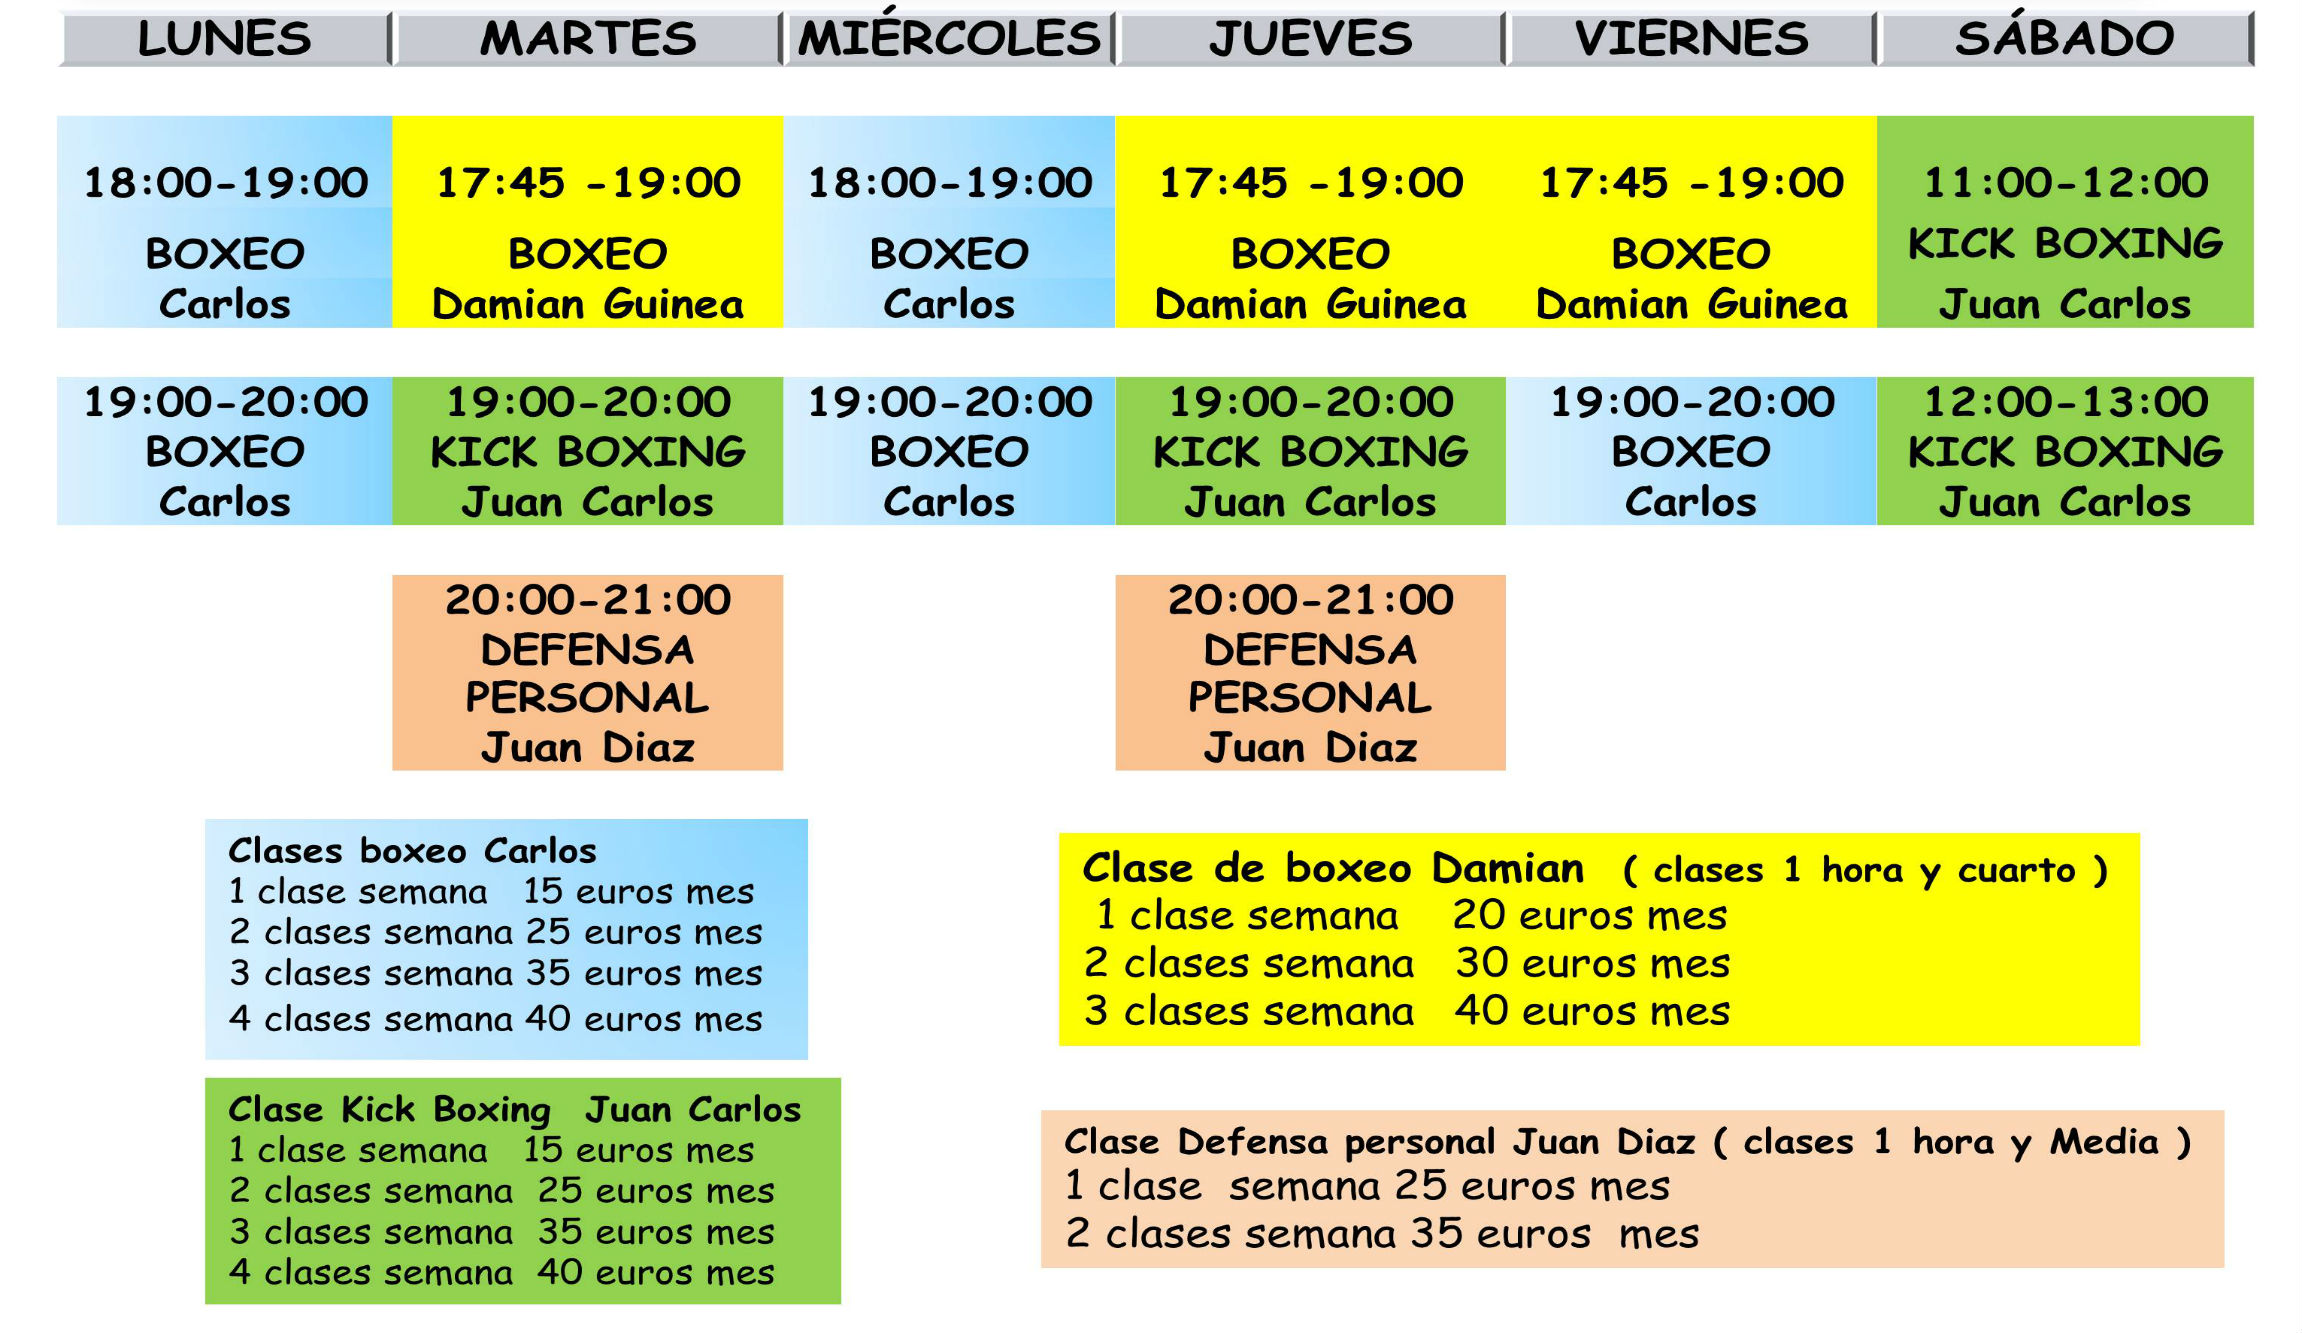 LUNES MARTES MIÉRCOLES JUEVES VIERNES SÁBADO
18:00-19:00 17:45 -19:00 18:00-19:00 17:45 -19:00 17:45 -19:00 11:00-12:00
BOXEO BOXEO BOXEO BOXEO BOXEO KICK BOXING
Carlos Damian Guinea Carlos Damian Guinea Damian Guinea Juan Carlos
19:00-20:00 19:00-20:00 19:00-20:00 19:00-20:00 19:00-20:00 12:00-13:00
BOXEO KICK BOXING BOXEO KICK BOXING BOXEO KICK BOXING
Carlos Juan Carlos Carlos Juan Carlos Carlos Juan Carlos
20:00-21:00 20:00-21:00
DEFENSA DEFENSA
PERSONAL PERSONAL
Juan Diaz Juan Diaz
Clases boxeo Carlos
1 clase semana 15 euros mes
2 clases semana 25 euros mes
3 clases semana 35 euros mes
4 clases semana 40 euros mes
Clase de boxeo Damian ( clases 1 hora y cuarto )
1 clase semana 20 euros mes
2 clases semana 30 euros mes
3 clases semana 40 euros mes
Clase Kick Boxing Juan Carlos
1 clase semana 15 euros mes
2 clases semana 25 euros mes
3 clases semana 35 euros mes
4 clases semana 40 euros mes
Clase Defensa personal Juan Diaz ( clases 1 hora y Media )
1 clase semana 25 euros mes
2 clases semana 35 euros mes